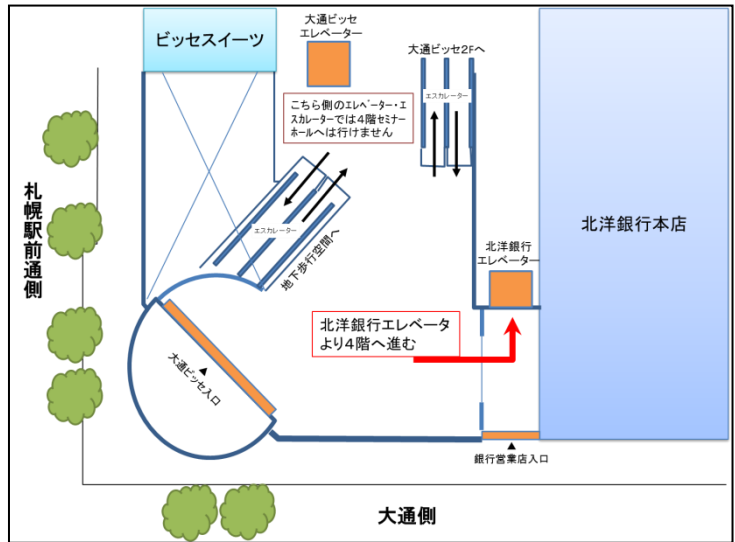 ビッセスイーツ
大通ビッセ
エレベーター
大通ビッセ2Fへ
エスカレーター
こちら側のエレベーター・エ
スカレーターでは4階セミナー
ホールへは行けません
エスカレーター
地下歩行空間へ
札幌駅前通側
北洋銀行本店
北洋銀行
エレベーター
北洋銀行エレベータ
より4階へ進む
▲
大通ビッセ入口
▲
銀行営業店入口
大通側